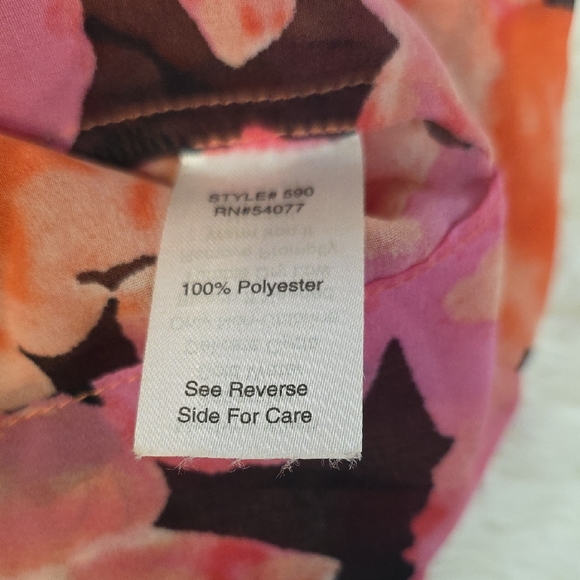 STYLE# 590
RN#54077
100% Polyester
See Reverse
Side For Care